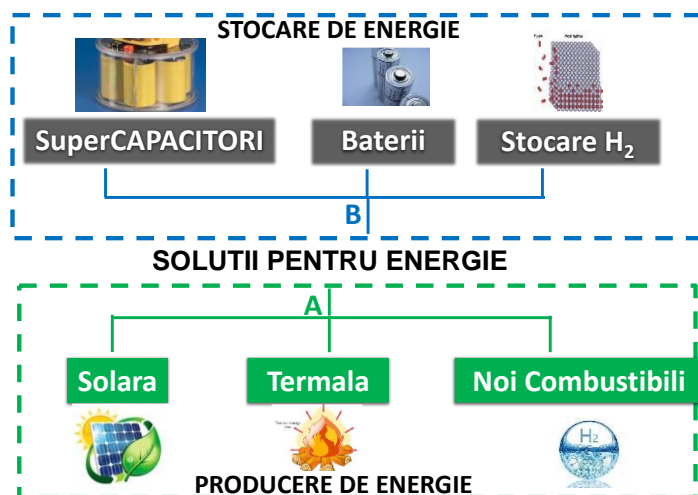 STOCARE DE ENERGIE
SuperCAPACITORI
Baterii
Stocare H₂
B
SOLUTII PENTRU ENERGIE
A
Solara
Termala
Noi Combustibili
H₂
PRODUCERE DE ENERGIE